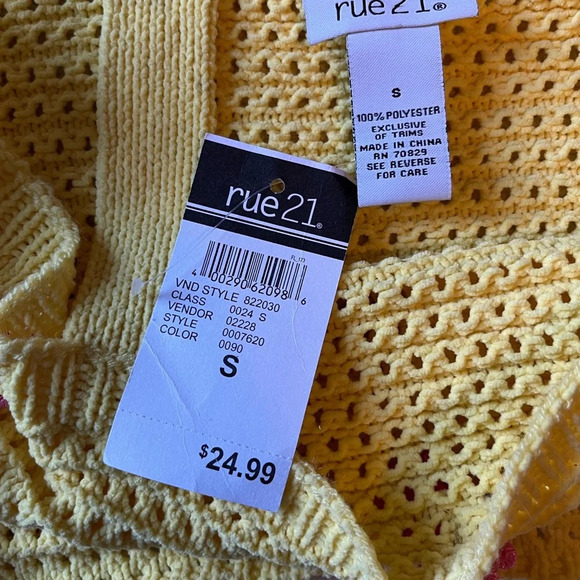 rue21®
S
100% POLYESTER
EXCLUSIVE
OF TRIMS
MADE IN CHINA
RN 70829
SEE REVERSE
FOR CARE
rue21®
FL_123
4 00290 62098 6
VND STYLE 822030
CLASS 0024 S
VENDOR 02228
STYLE 0007620
COLOR 0090
S
$24.99